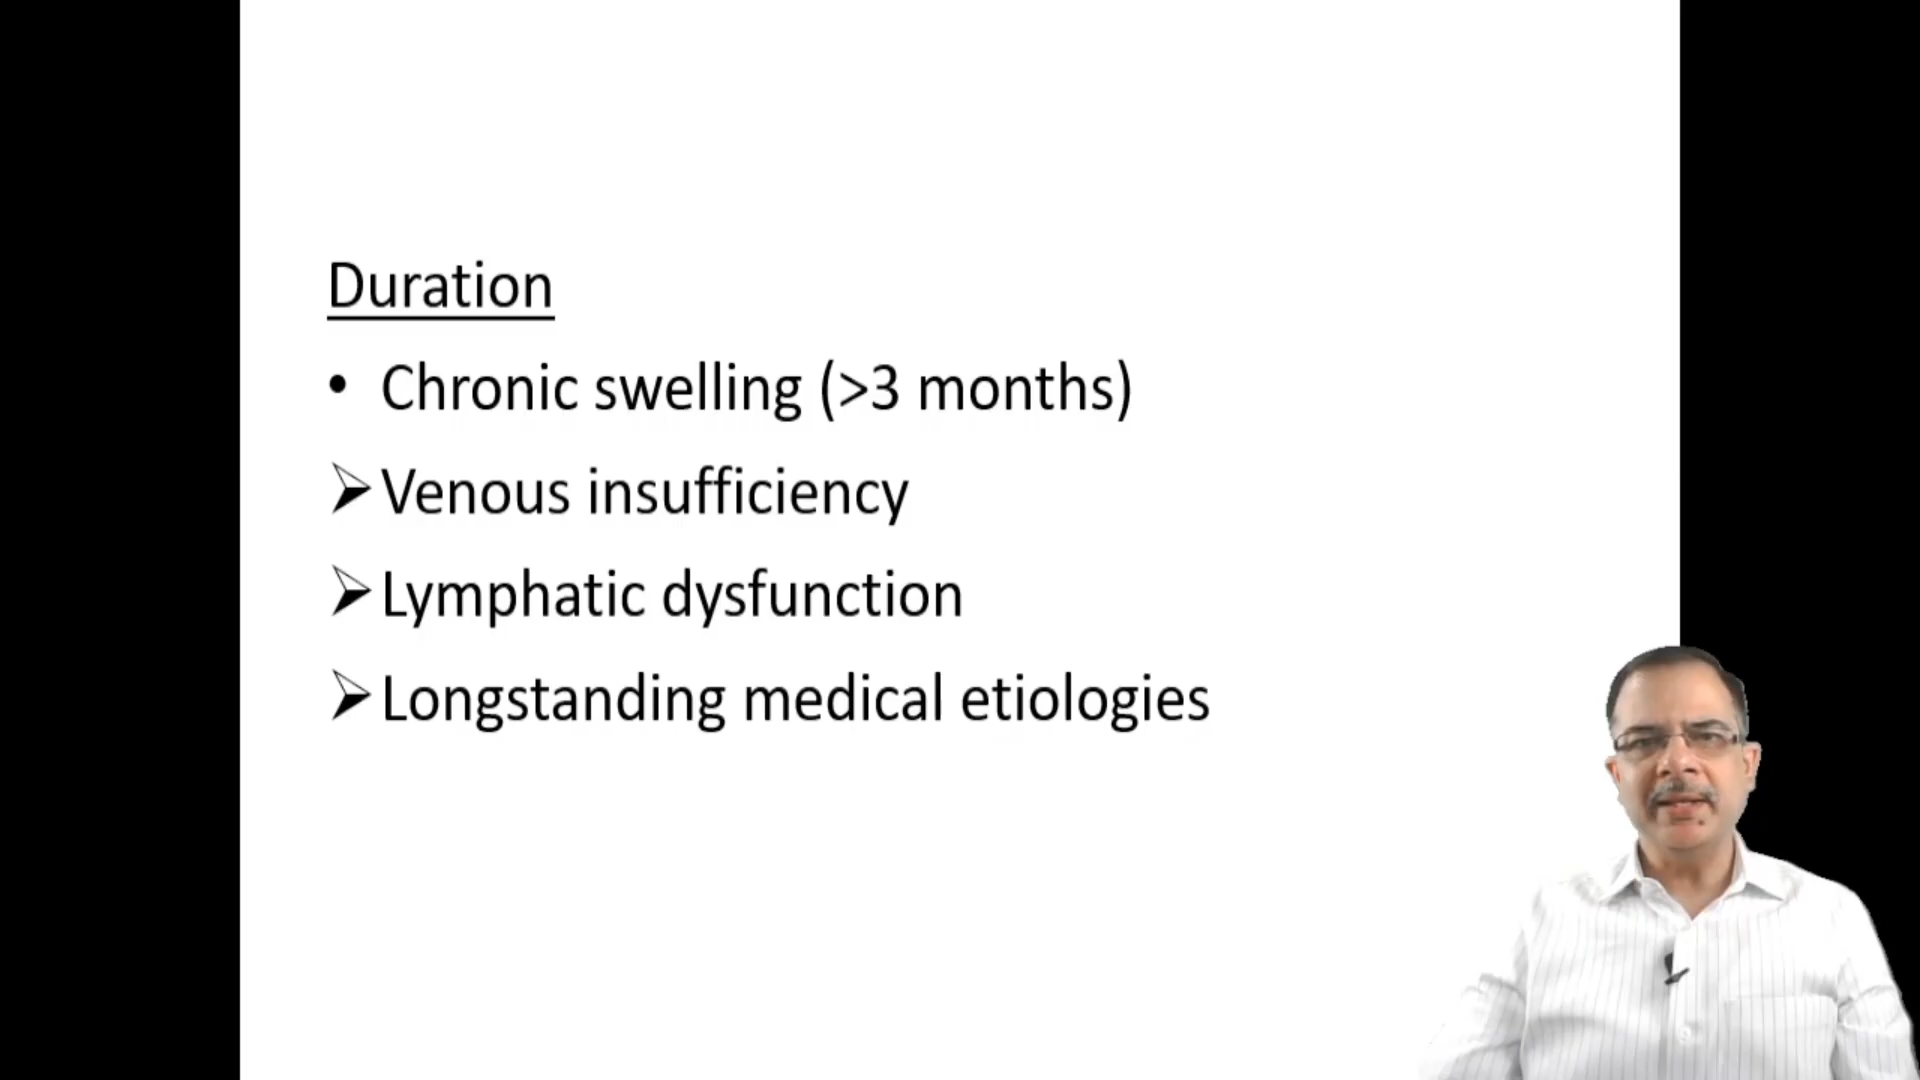 Duration
• Chronic swelling (>3 months)
➢Venous insufficiency
➢Lymphatic dysfunction
➢Longstanding medical etiologies